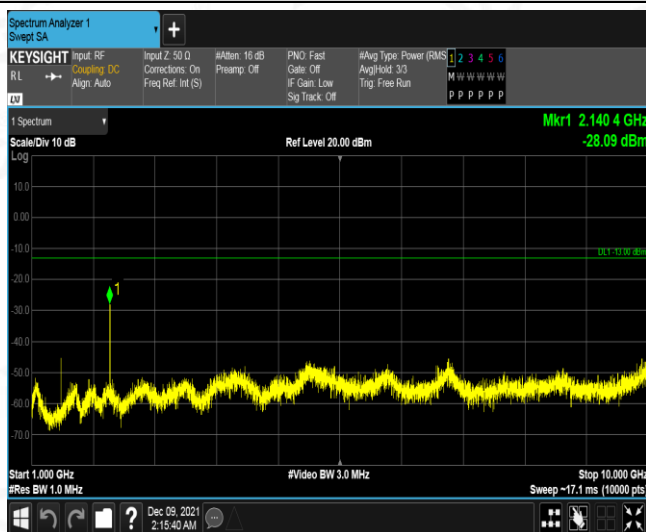 Spectrum Analyzer 1
Swept SA
+
KEYSIGHT Input: RF Input Z: 50 Ω #Atten: 16 dB PNO: Fast #Avg Type: Power (RMS 1 2 3 4 5 6
RL Coupling: DC Corrections: On Preamp: Off Gate: Off Avg|Hold: 3/3 M W W W W W
Align: Auto Freq Ref: Int (S) IF Gain: Low Trig: Free Run
Sig Track: Off P P P P P P
LXI
1 Spectrum Mkr1 2.140 4 GHz
Scale/Div 10 dB Ref Level 20.00 dBm -28.09 dBm
Log
10.0
0.00
-10.0
DL1 -13.00 dBm
-20.0
1
-30.0
-40.0
-50.0
-60.0
-70.0
Start 1.000 GHz #Video BW 3.0 MHz Stop 10.000 GHz
#Res BW 1.0 MHz Sweep ~17.1 ms (10000 pts)
? Dec 09, 2021
2:15:40 AM